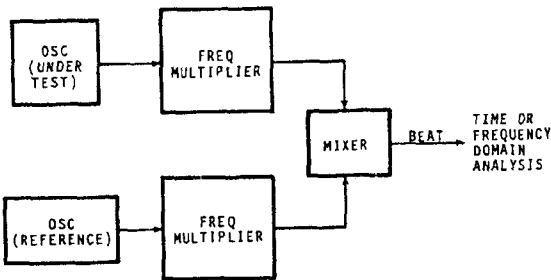 OSC
(UNDER
TEST)
FREQ
MULTIPLIER
MIXER
BEAT
TIME OR
FREQUENCY
DOMAIN
ANALYSIS
OSC
(REFERENCE)
FREQ
MULTIPLIER